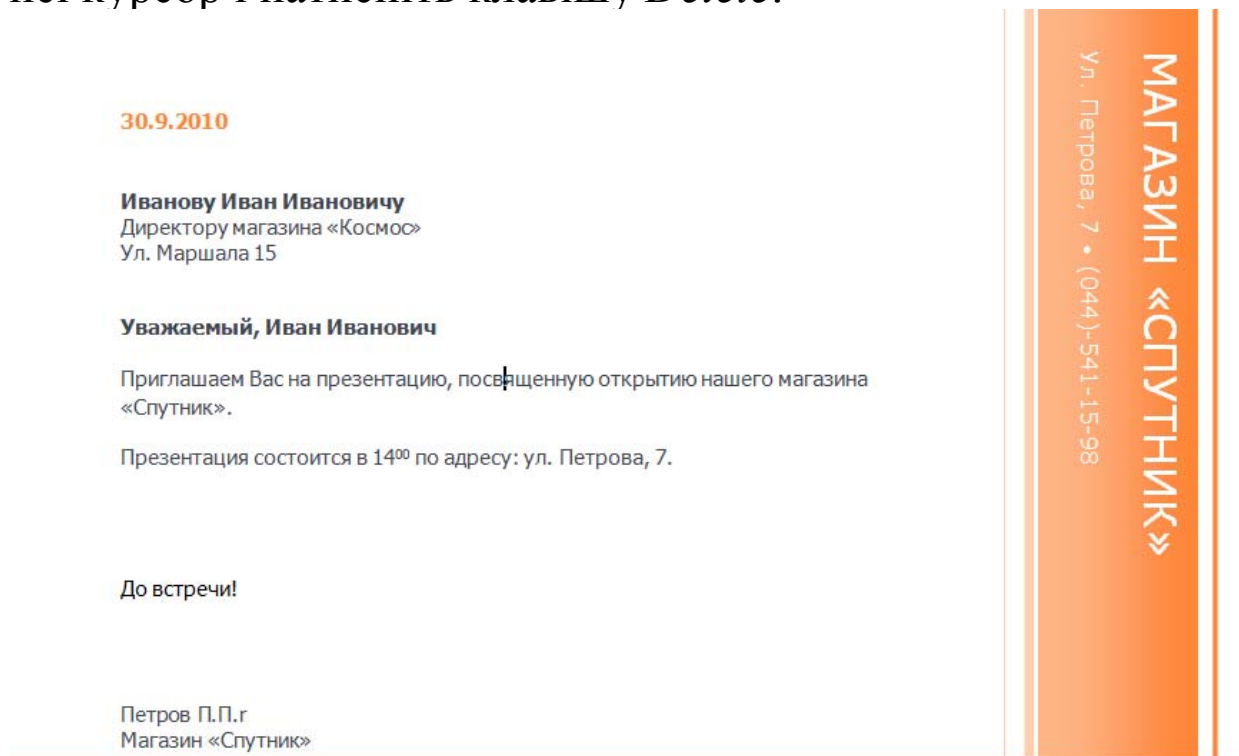 30.9.2010
Иванову Иван Ивановичу
Директору магазина «Космос»
Ул. Маршала 15
Уважаемый, Иван Иванович
Приглашаем Вас на презентацию, посвященную открытию нашего магазина
«Спутник».
Презентация состоится в 14⁰⁰ по адресу: ул. Петрова, 7.
До встречи!
Петров П.П.г
Магазин «Спутник»
МАГАЗИН «СПУТНИК»
Ул. Петрова, 7 • (044)-541-15-98